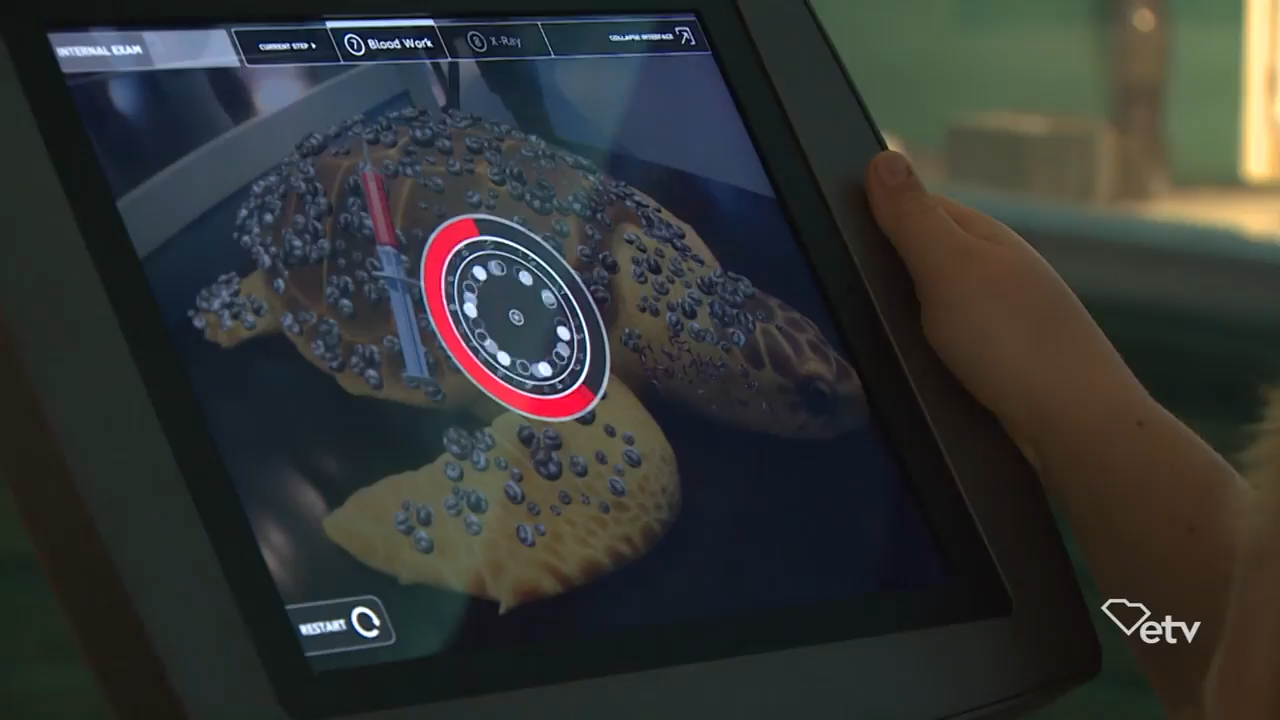 INTERNAL EXAM
CURRENT STEP
7 Blood Work
8 X-Ray
COLLAPSE INTERFACE
RESTART
etv